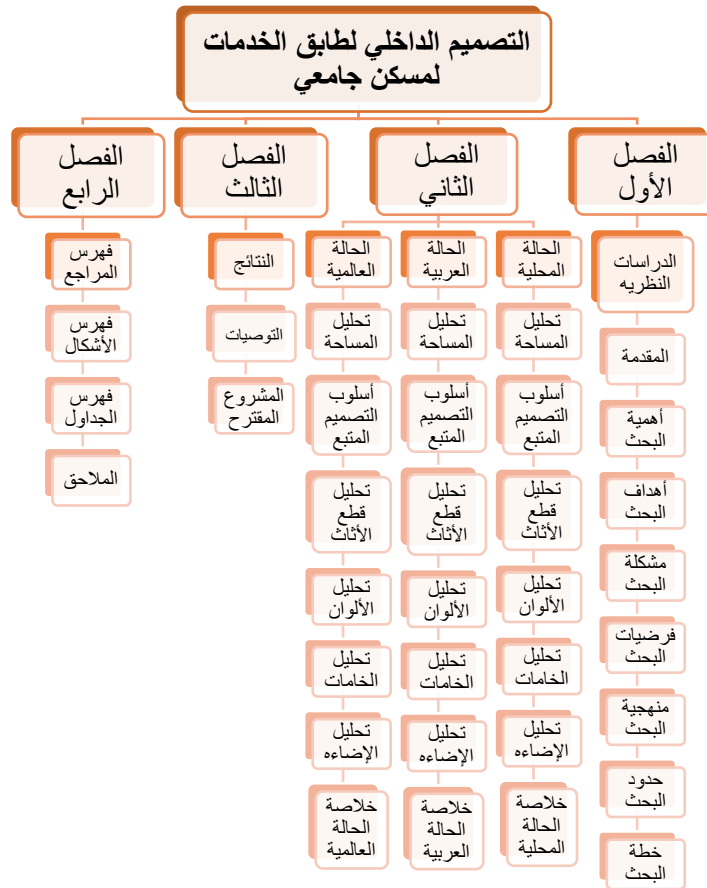 التصميم الداخلي لطابق الخدمات
لمسكن جامعي
الفصل
الأول
الدراسات
النظريه
المقدمة
أهمية
البحث
أهداف
البحث
مشكلة
البحث
فرضيات
البحث
منهجية
البحث
حدود
البحث
خطة
البحث
الفصل
الثاني
الحالة
المحلية
تحليل
المساحة
أسلوب
التصميم
المتبع
تحليل
قطع
الأثاث
تحليل
الألوان
تحليل
الخامات
تحليل
الإضاءه
خلاصة
الحالة
المحلية
الحالة
العربية
تحليل
المساحة
أسلوب
التصميم
المتبع
تحليل
قطع
الأثاث
تحليل
الألوان
تحليل
الخامات
تحليل
الإضاءه
خلاصة
الحالة
العربية
الحالة
العالمية
تحليل
المساحة
أسلوب
التصميم
المتبع
تحليل
قطع
الأثاث
تحليل
الألوان
تحليل
الخامات
تحليل
الإضاءه
خلاصة
الحالة
العالمية
الفصل
الثالث
النتائج
التوصيات
المشروع
المقترح
الفصل
الرابع
فهرس
المراجع
فهرس
الأشكال
فهرس
الجداول
الملاحق